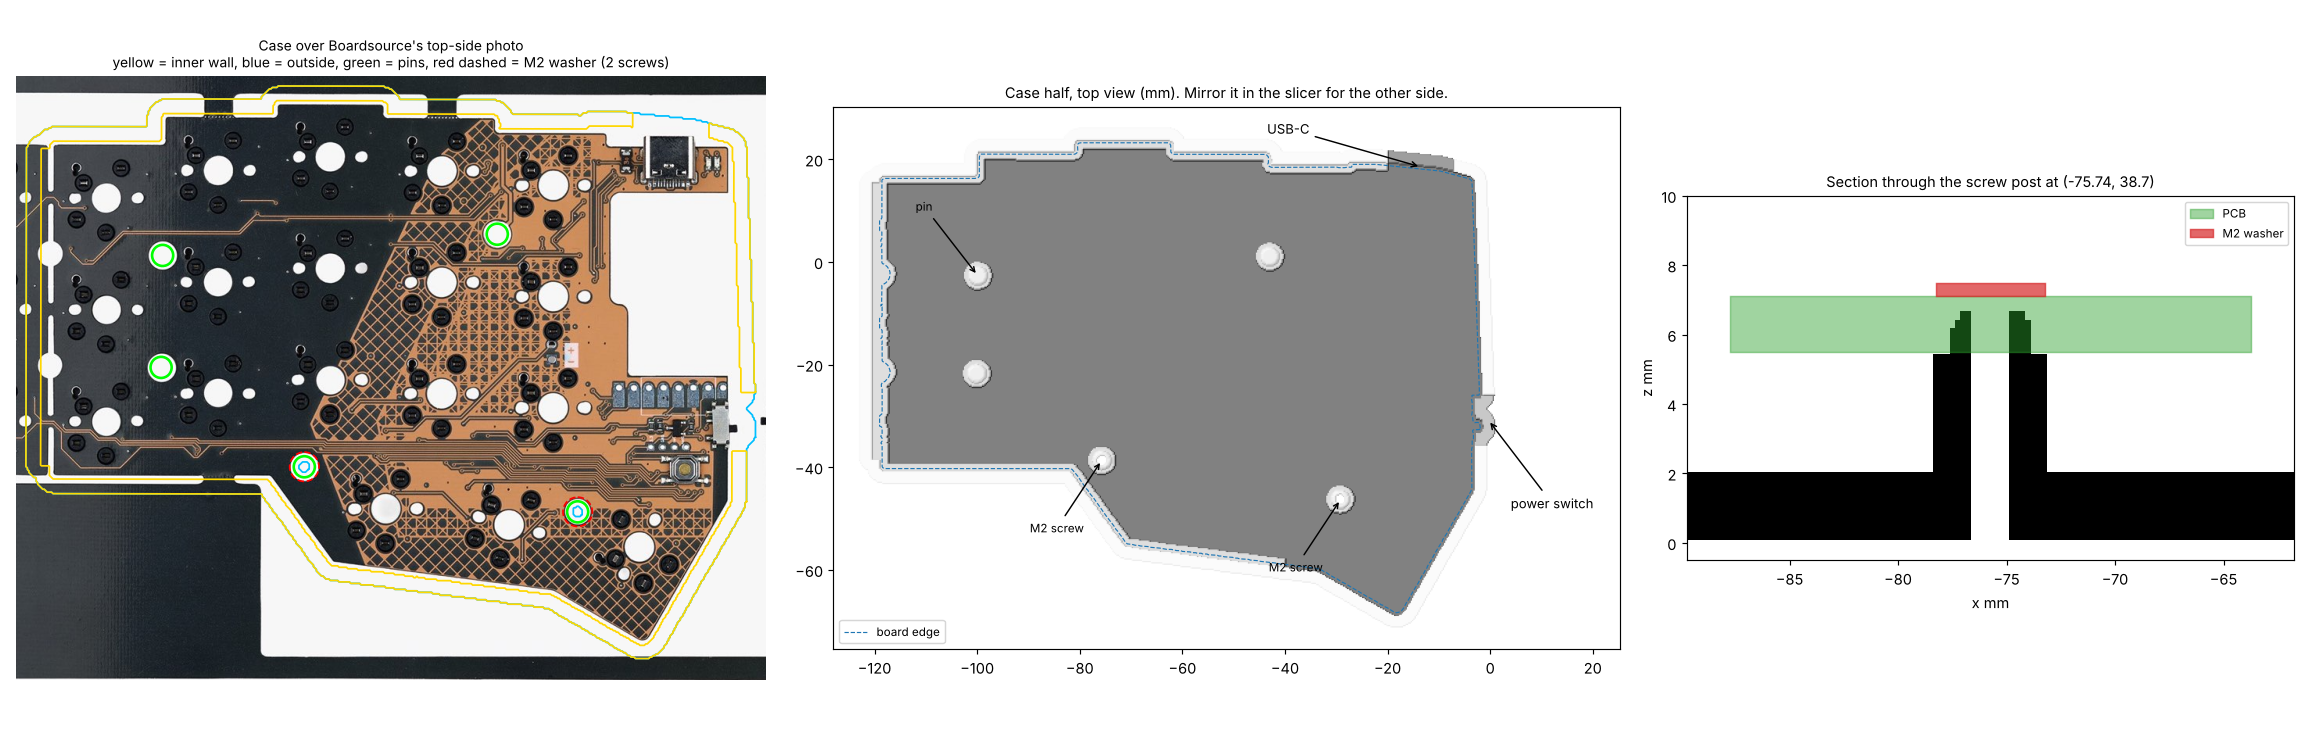 Case over Boardsource's top-side photo
yellow = inner wall, blue = outside, green = pins, red dashed = M2 washer (2 screws)
Case half, top view (mm). Mirror it in the slicer for the other side.
USB-C
pin
M2 screw
M2 screw
power switch
board edge
20
0
−20
−40
−60
−120
−100
−80
−60
−40
−20
0
20
Section through the screw post at (-75.74, 38.7)
PCB
M2 washer
z mm
10
8
6
4
2
0
−85
−80
−75
−70
−65
x mm